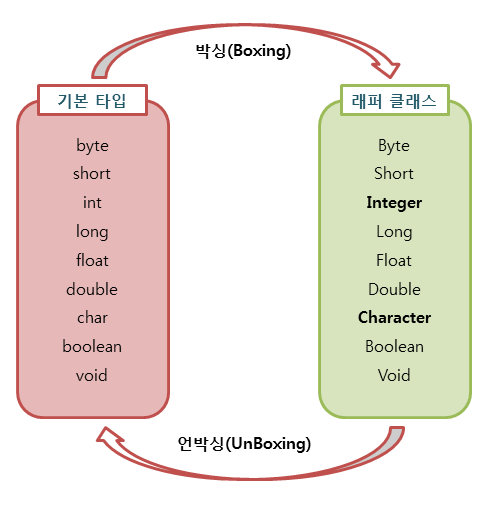 박싱(Boxing)
기본 타입
byte
short
int
long
float
double
char
boolean
void
래퍼 클래스
Byte
Short
Integer
Long
Float
Double
Character
Boolean
Void
언박싱(UnBoxing)